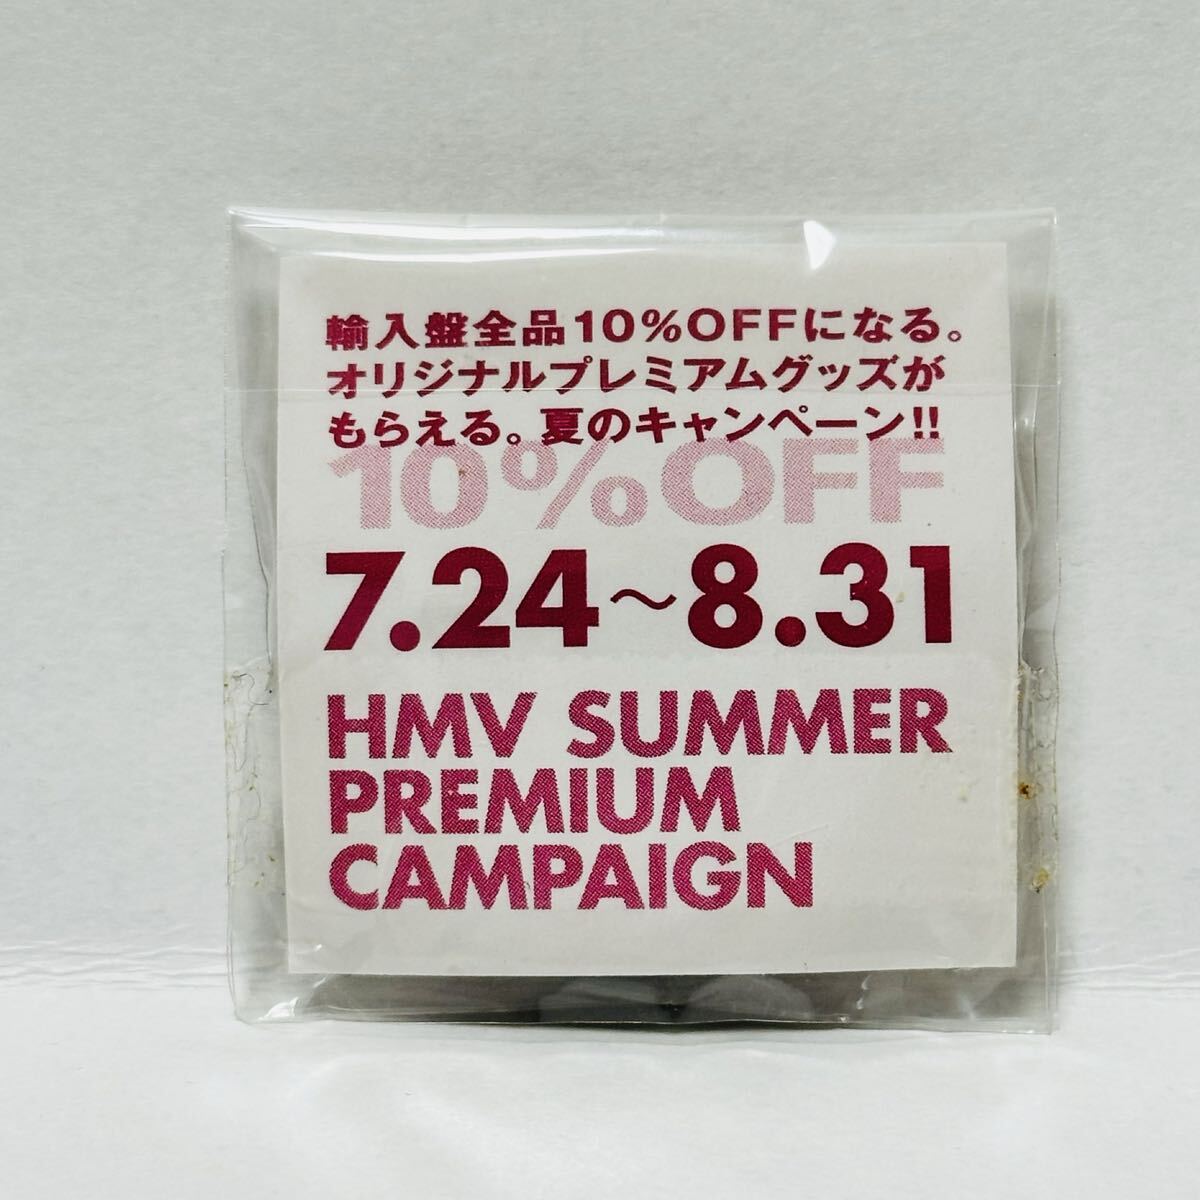 輸入盤全品10%OFFになる。
オリジナルプレミアムグッズが
もらえる。夏のキャンペーン!!
10%OFF
7.24~8.31
HMV SUMMER
PREMIUM
CAMPAIGN